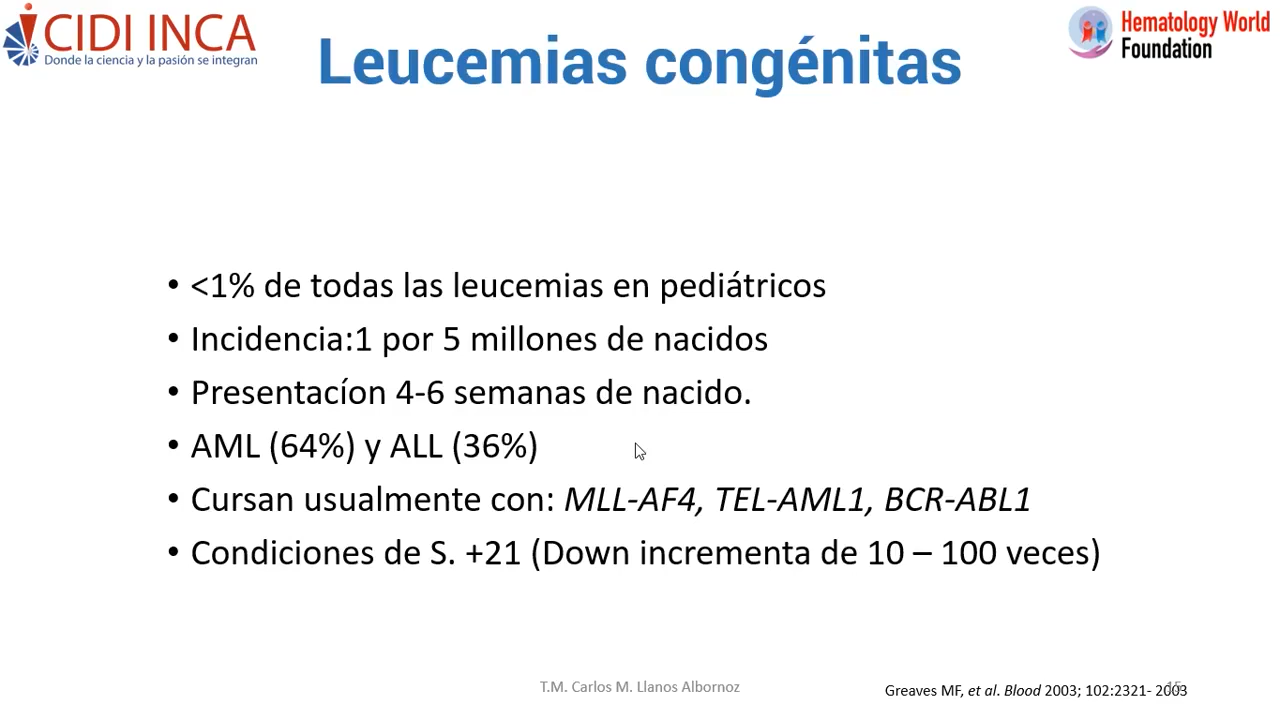 CIDI INCA
Donde la ciencia y la pasión se integran
Hematology World
Foundation
Leucemias congénitas
• <1% de todas las leucemias en pediátricos
• Incidencia:1 por 5 millones de nacidos
• Presentacíon 4-6 semanas de nacido.
• AML (64%) y ALL (36%)
• Cursan usualmente con: MLL-AF4, TEL-AML1, BCR-ABL1
• Condiciones de S. +21 (Down incrementa de 10 – 100 veces)
T.M. Carlos M. Llanos Albornoz
Greaves MF, et al. Blood 2003; 102:2321- 2003
15